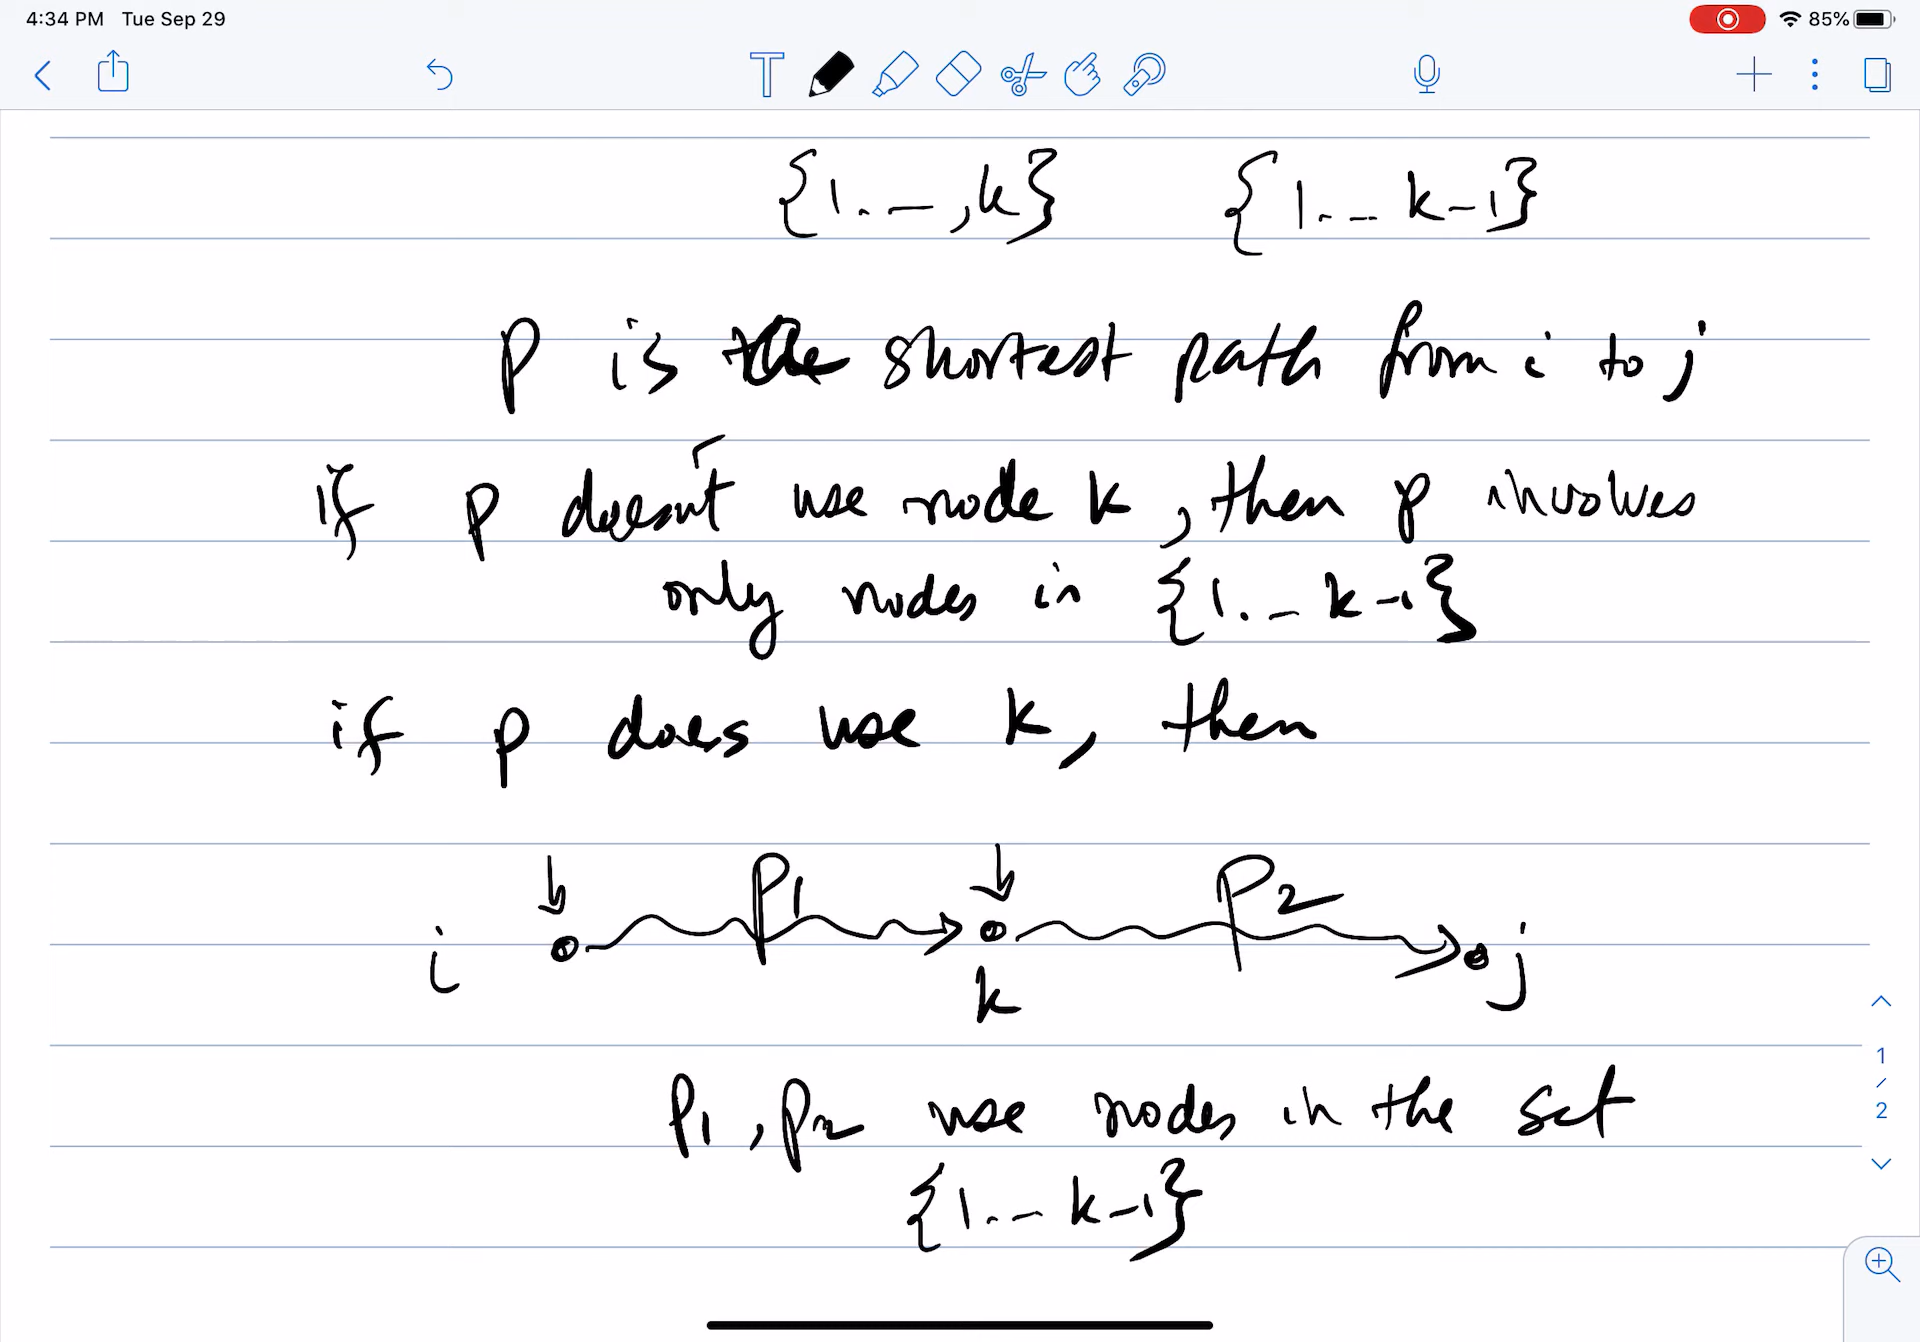 4:34 PM Tue Sep 29
85%
{1..–,k} {1..– k-1}
p is the shortest path from i to j
if p doesn't use node k, then p involves
only nodes in {1..– k-1}
if p does use k, then
P1 P2
i k j
1
/
2
P1, P2 use nodes in the set
{1..– k-1}